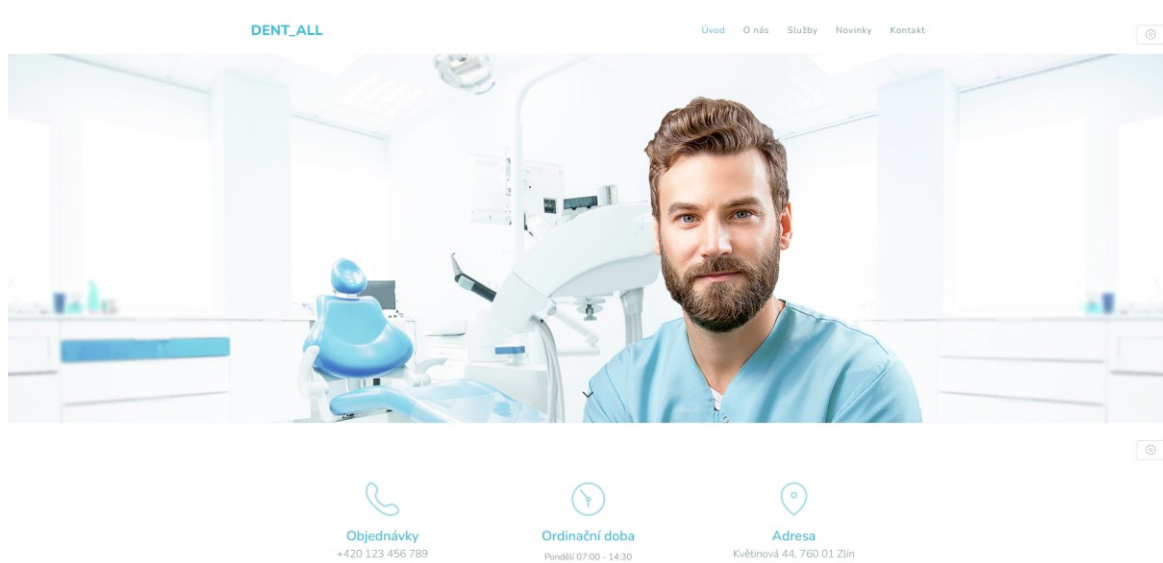 DENT_ALL
Úvod O nás Služby Novinky Kontakt
Objednávky
+420 123 456 789
Ordinační doba
Pondělí 07:00 - 14:30
Adresa
Květinová 44, 760 01 Zlín